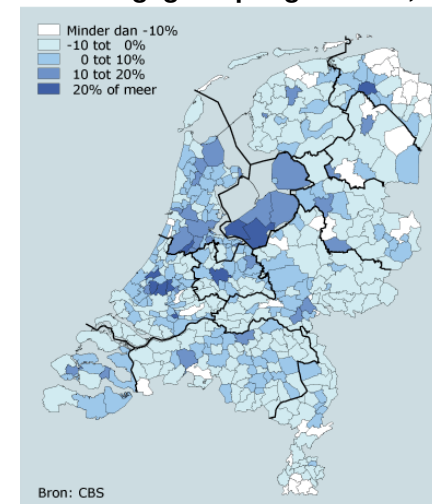 Minder dan -10%
-10 tot 0%
0 tot 10%
10 tot 20%
20% of meer
Bron: CBS